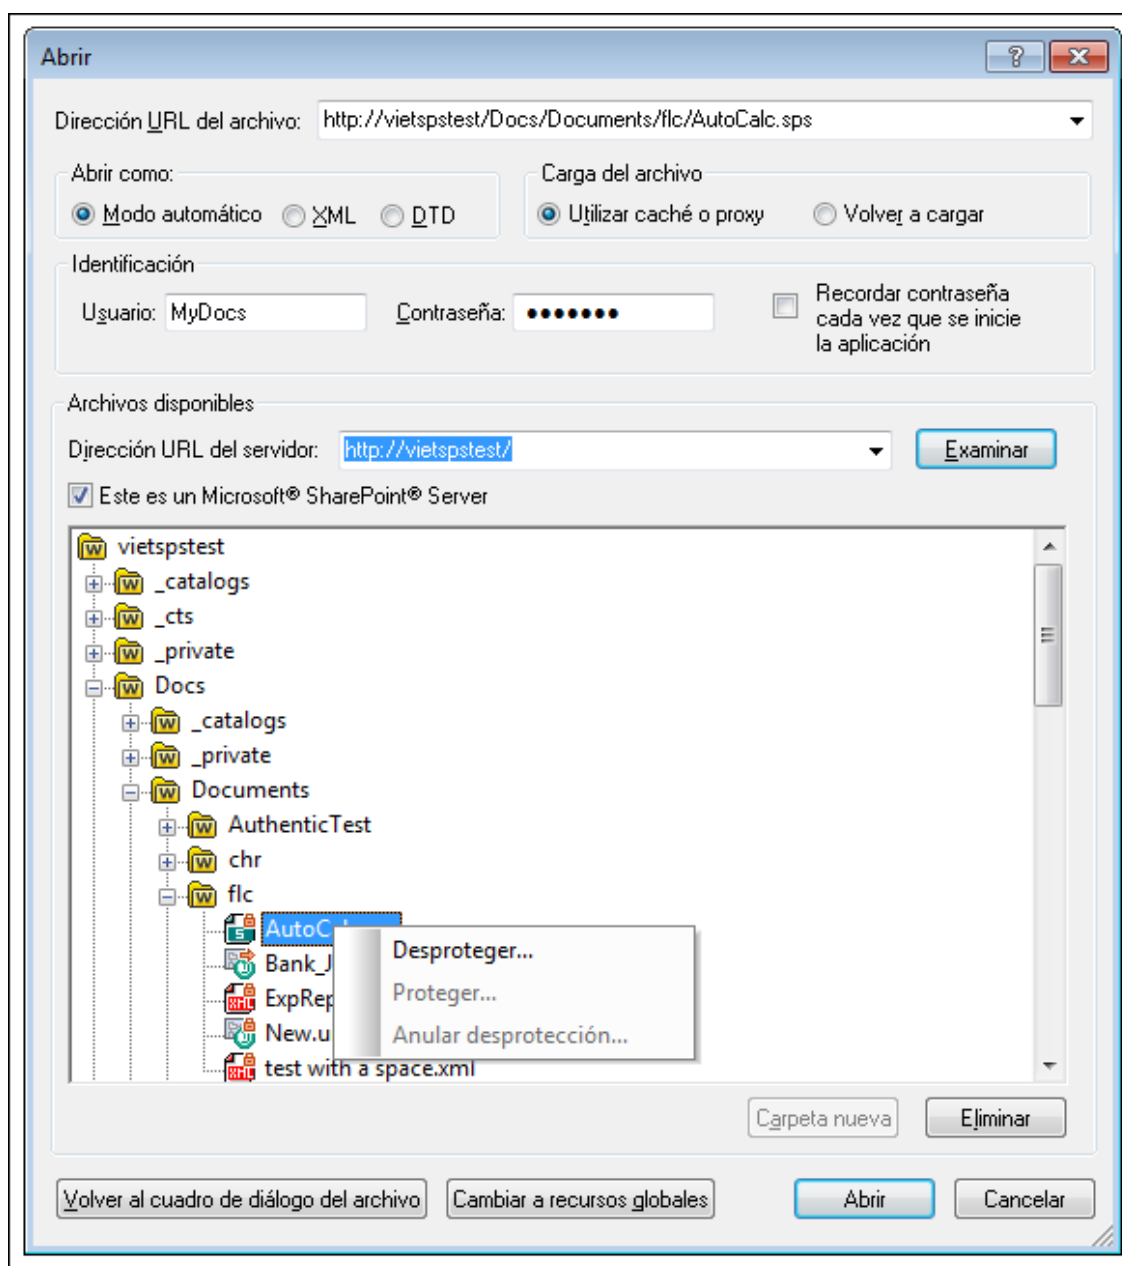 Abrir
Dirección URL del archivo: http://vietspstest/Docs/Documents/flc/AutoCalc.sps
Abrir como: Carga del archivo
Modo automático XML DTD Utilizar caché o proxy Volver a cargar
Identificación
Usuario: MyDocs Contraseña: ●●●●●●● Recordar contraseña
cada vez que se inicie
la aplicación
Archivos disponibles
Dirección URL del servidor: http://vietspstest/ Examinar
Este es un Microsoft® SharePoint® Server
vietspstest
_catalogs
_cts
_private
Docs
_catalogs
_private
Documents
AuthenticTest
chr
flc
AutoC
Desproteger...
Bank_J
Proteger...
ExpRep
New.u
Anular desprotección...
test with a space.xml
Carpeta nueva Eliminar
Volver al cuadro de diálogo del archivo Cambiar a recursos globales Abrir Cancelar